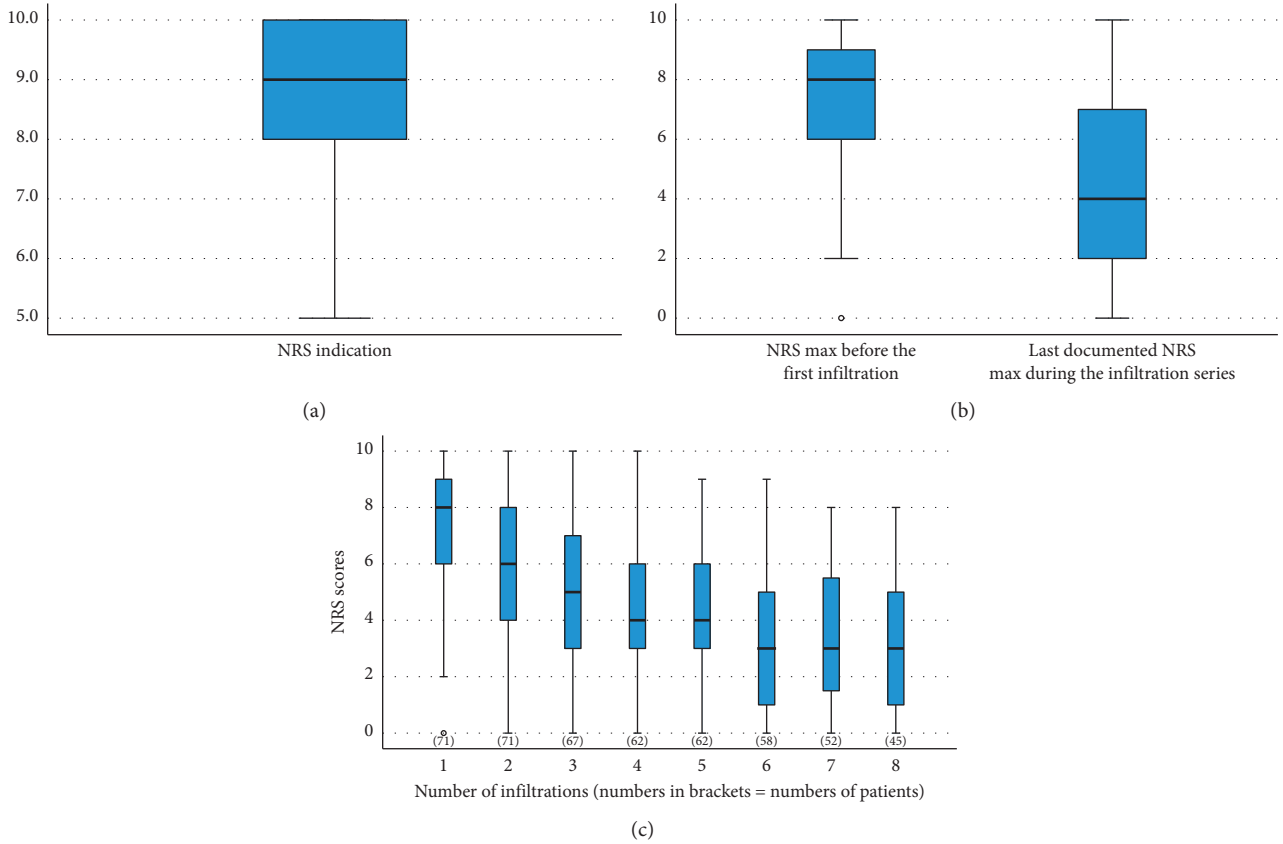 10.0
9.0
8.0
7.0
6.0
5.0
NRS indication
(a)
10
8
6
4
2
0
NRS max before the
first infiltration
Last documented NRS
max during the infiltration series
(b)
NRS scores
10
8
6
4
2
0
(71) (71) (67) (62) (62) (58) (52) (45)
1 2 3 4 5 6 7 8
Number of infiltrations (numbers in brackets = numbers of patients)
(c)